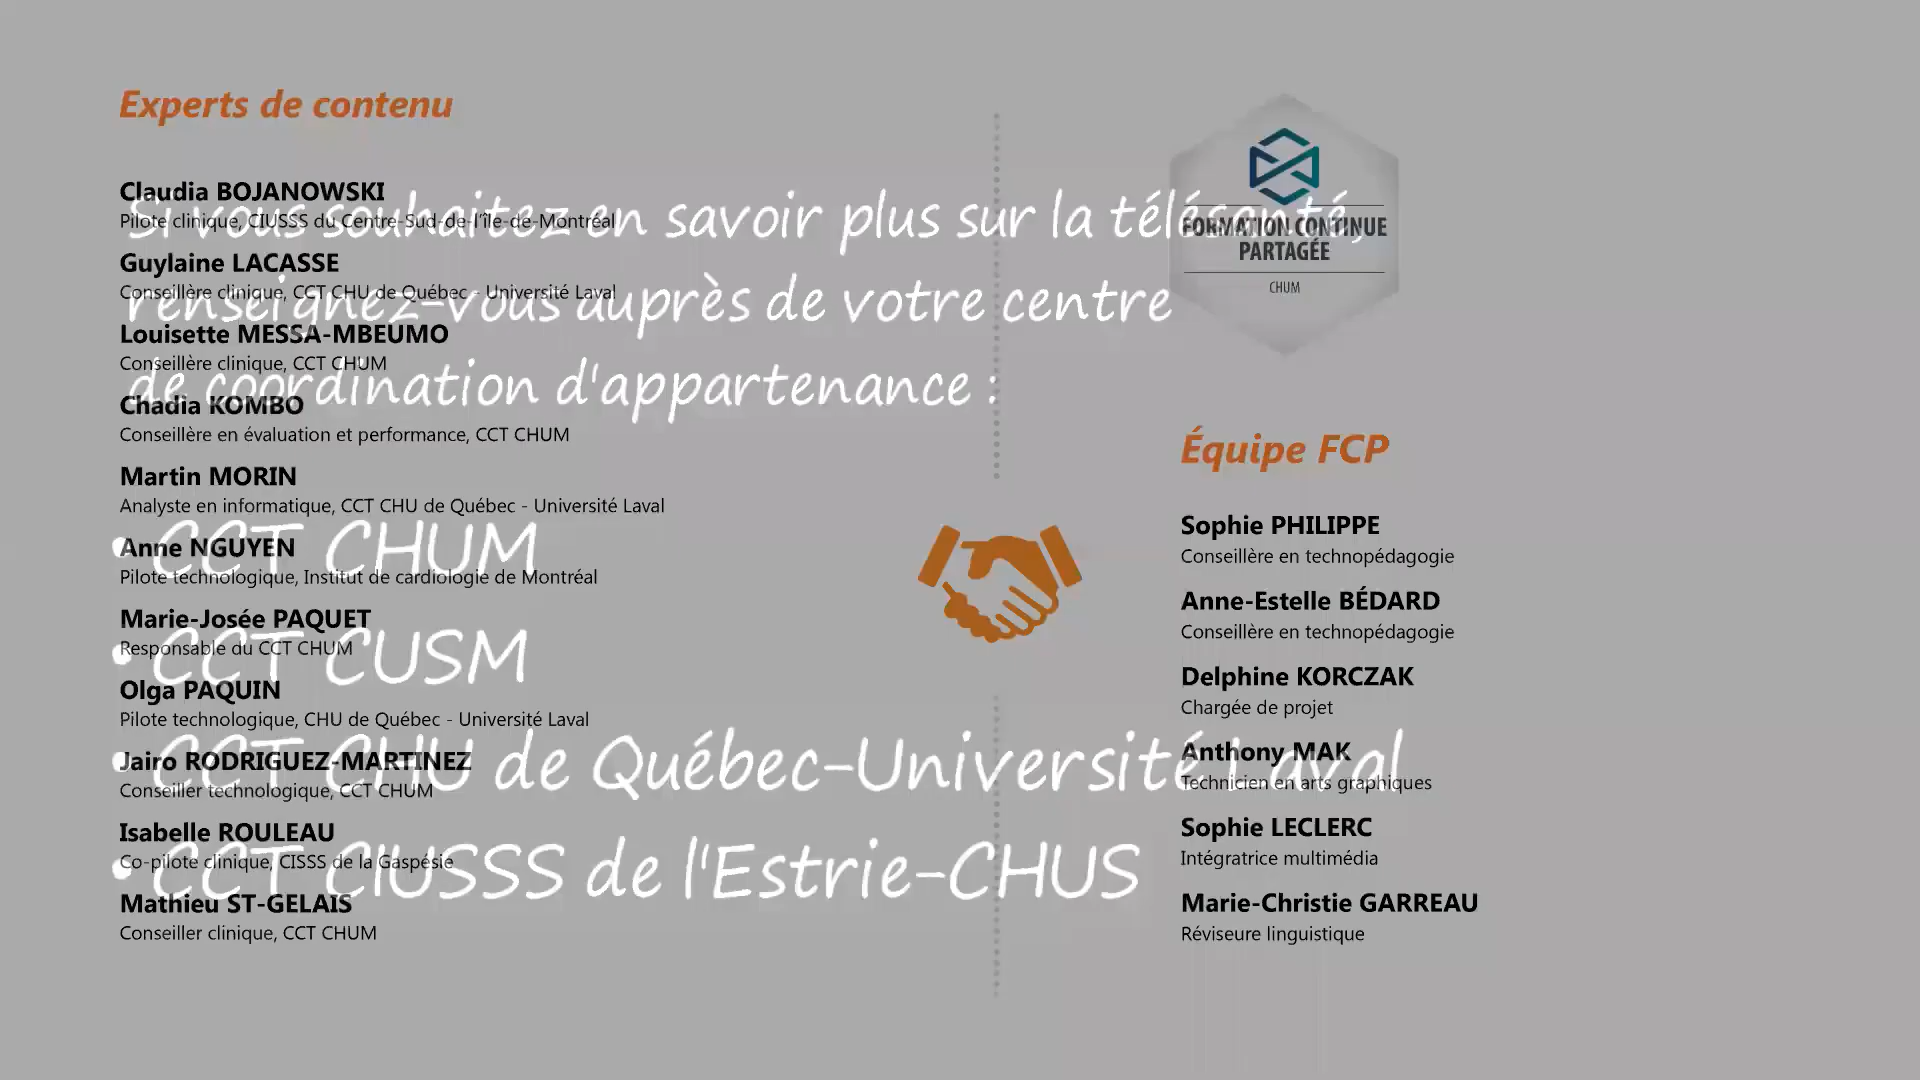 Experts de contenu
Claudia BOJANOWSKI
Pilote clinique, CIUSSS du Centre-Sud-de-l'île-de-Montréal
Guylaine LACASSE
Conseillère clinique, CCT CHU de Québec - Université Laval
Louisette MESSA-MBEUMO
Conseillère clinique, CCT CHUM
Chadia KOMBO
Conseillère en évaluation et performance, CCT CHUM
Martin MORIN
Analyste en informatique, CCT CHU de Québec - Université Laval
Anne NGUYEN
Pilote technologique, Institut de cardiologie de Montréal
Marie-Josée PAQUET
Responsable du CCT CHUM
Olga PAQUIN
Pilote technologique, CHU de Québec - Université Laval
Jairo RODRIGUEZ-MARTINEZ
Conseiller technologique, CCT CHUM
Isabelle ROULEAU
Co-pilote clinique, CISSS de la Gaspésie
Mathieu ST-GELAIS
Conseiller clinique, CCT CHUM
Si vous souhaitez en savoir plus sur la télésanté,
renseignez-vous auprès de votre centre
de coordination d'appartenance :
• CCT CHUM
• CCT CUSM
• CCT CHU de Québec-Université Laval
• CCT CIUSSS de l'Estrie-CHUS
FORMATION CONTINUE
PARTAGÉE
CHUM
Équipe FCP
Sophie PHILIPPE
Conseillère en technopédagogie
Anne-Estelle BÉDARD
Conseillère en technopédagogie
Delphine KORCZAK
Chargée de projet
Anthony MAK
Technicien en arts graphiques
Sophie LECLERC
Intégratrice multimédia
Marie-Christie GARREAU
Réviseure linguistique